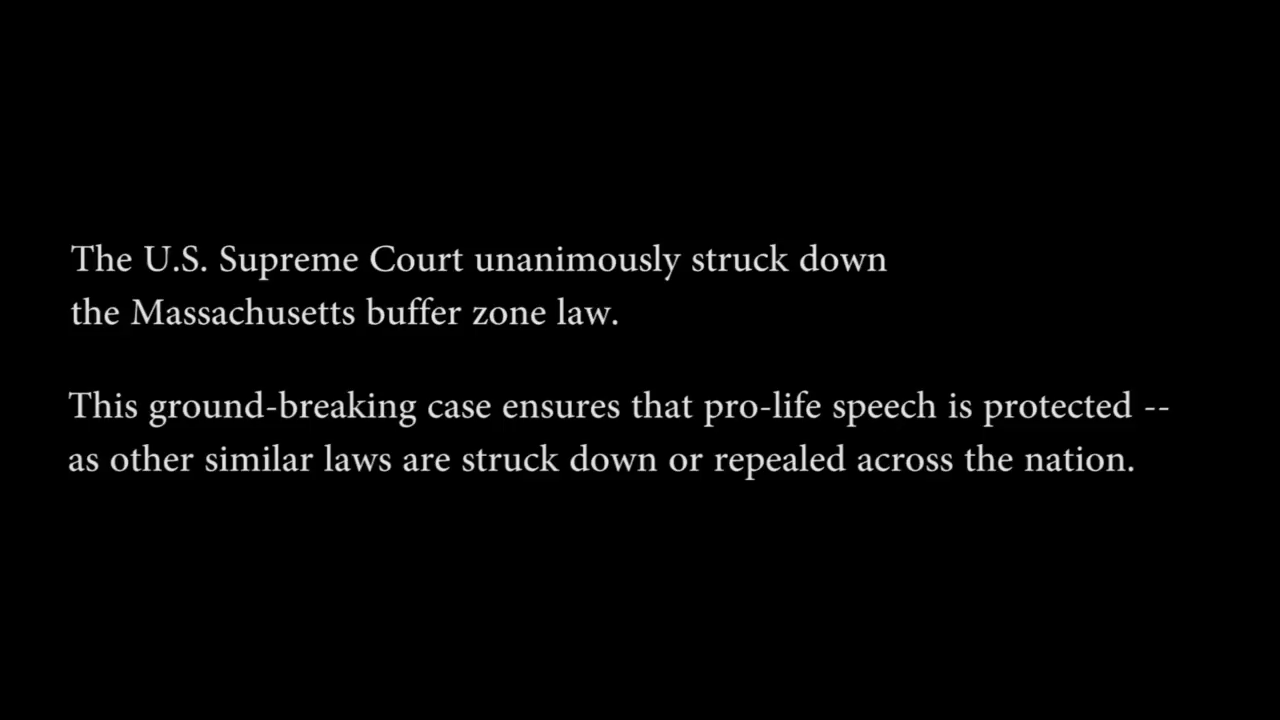 The U.S. Supreme Court unanimously struck down
the Massachusetts buffer zone law.
This ground-breaking case ensures that pro-life speech is protected --
as other similar laws are struck down or repealed across the nation.